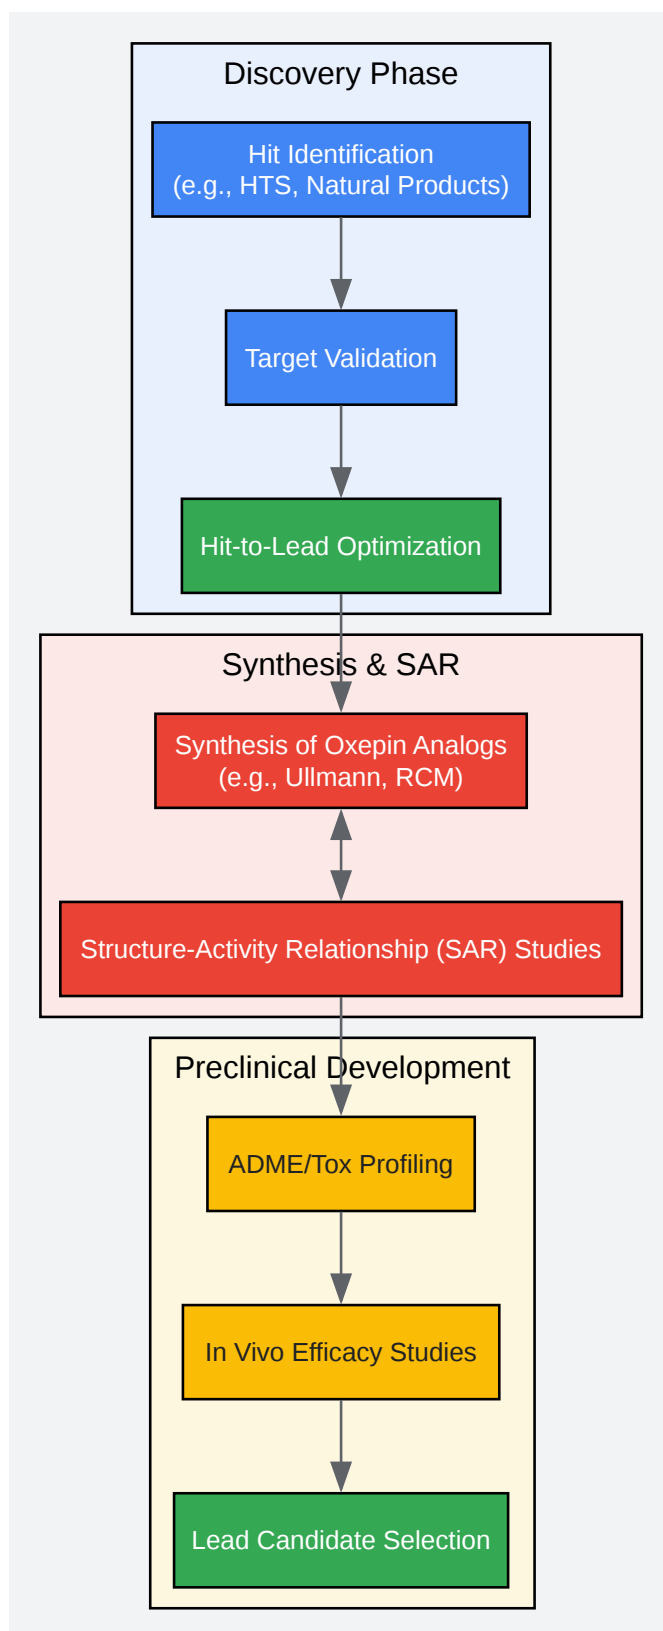 Discovery Phase
Hit Identification
(e.g., HTS, Natural Products)
Target Validation
Hit-to-Lead Optimization
Synthesis & SAR
Synthesis of Oxepin Analogs
(e.g., Ullmann, RCM)
Structure-Activity Relationship (SAR) Studies
Preclinical Development
ADME/Tox Profiling
In Vivo Efficacy Studies
Lead Candidate Selection